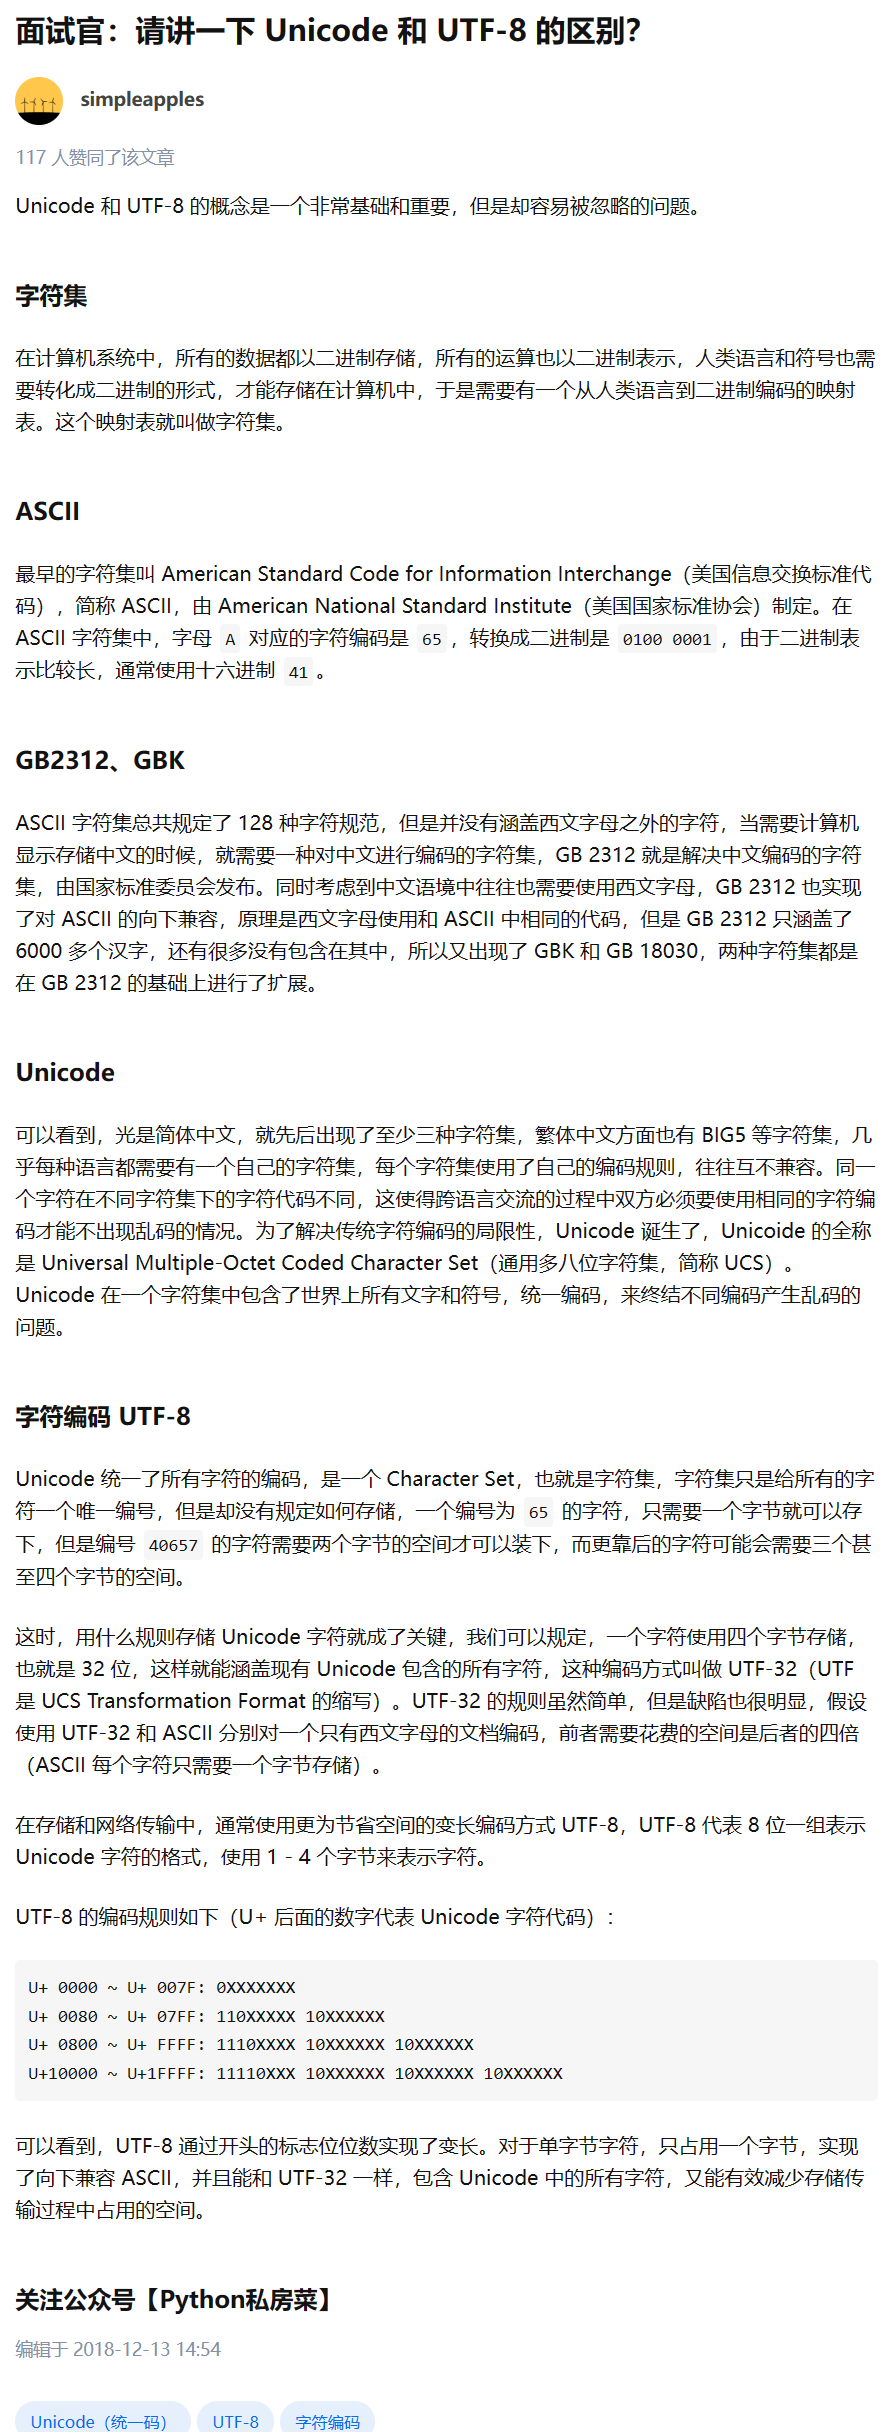 面试官：请讲一下 Unicode 和 UTF-8 的区别？
simpleapples
117 人赞同了该文章
Unicode 和 UTF-8 的概念是一个非常基础和重要，但是却容易被忽略的问题。
字符集
在计算机系统中，所有的数据都以二进制存储，所有的运算也以二进制表示，人类语言和符号也需
要转化成二进制的形式，才能存储在计算机中，于是需要有一个从人类语言到二进制编码的映射
表。这个映射表就叫做字符集。
ASCII
最早的字符集叫 American Standard Code for Information Interchange（美国信息交换标准代
码），简称 ASCII，由 American National Standard Institute（美国国家标准协会）制定。在
ASCII 字符集中，字母 A 对应的字符编码是 65，转换成二进制是 0100 0001，由于二进制表
示比较长，通常使用十六进制 41。
GB2312、GBK
ASCII 字符集总共规定了 128 种字符规范，但是并没有涵盖西文字母之外的字符，当需要计算机
显示存储中文的时候，就需要一种对中文进行编码的字符集，GB 2312 就是解决中文编码的字符
集，由国家标准委员会发布。同时考虑到中文语境中往往也需要使用西文字母，GB 2312 也实现
了对 ASCII 的向下兼容，原理是西文字母使用和 ASCII 中相同的代码，但是 GB 2312 只涵盖了
6000 多个汉字，还有很多没有包含在其中，所以又出现了 GBK 和 GB 18030，两种字符集都是
在 GB 2312 的基础上进行了扩展。
Unicode
可以看到，光是简体中文，就先后出现了至少三种字符集，繁体中文方面也有 BIG5 等字符集，几
乎每种语言都需要有一个自己的字符集，每个字符集使用了自己的编码规则，往往互不兼容。同一
个字符在不同字符集下的字符代码不同，这使得跨语言交流的过程中双方必须要使用相同的字符编
码才能不出现乱码的情况。为了解决传统字符编码的局限性，Unicode 诞生了，Unicoide 的全称
是 Universal Multiple-Octet Coded Character Set（通用多八位字符集，简称 UCS）。
Unicode 在一个字符集中包含了世界上所有文字和符号，统一编码，来终结不同编码产生乱码的
问题。
字符编码 UTF-8
Unicode 统一了所有字符的编码，是一个 Character Set，也就是字符集，字符集只是给所有的字
符一个唯一编号，但是却没有规定如何存储，一个编号为 65 的字符，只需要一个字节就可以存
下，但是编号 40657 的字符需要两个字节的空间才可以装下，而更靠后的字符可能会需要三个甚
至四个字节的空间。
这时，用什么规则存储 Unicode 字符就成了关键，我们可以规定，一个字符使用四个字节存储，
也就是 32 位，这样就能涵盖现有 Unicode 包含的所有字符，这种编码方式叫做 UTF-32（UTF
是 UCS Transformation Format 的缩写）。UTF-32 的规则虽然简单，但是缺陷也很明显，假设
使用 UTF-32 和 ASCII 分别对一个只有西文字母的文档编码，前者需要花费的空间是后者的四倍
（ASCII 每个字符只需要一个字节存储）。
在存储和网络传输中，通常使用更为节省空间的变长编码方式 UTF-8，UTF-8 代表 8 位一组表示
Unicode 字符的格式，使用 1 - 4 个字节来表示字符。
UTF-8 的编码规则如下（U+ 后面的数字代表 Unicode 字符代码）：
U+ 0000 ~ U+ 007F: 0XXXXXXX
U+ 0080 ~ U+ 07FF: 110XXXXX 10XXXXXX
U+ 0800 ~ U+ FFFF: 1110XXXX 10XXXXXX 10XXXXXX
U+10000 ~ U+1FFFF: 11110XXX 10XXXXXX 10XXXXXX 10XXXXXX
可以看到，UTF-8 通过开头的标志位位数实现了变长。对于单字节字符，只占用一个字节，实现
了向下兼容 ASCII，并且能和 UTF-32 一样，包含 Unicode 中的所有字符，又能有效减少存储传
输过程中占用的空间。
关注公众号【Python私房菜】
编辑于 2018-12-13 14:54
Unicode（统一码） UTF-8 字符编码